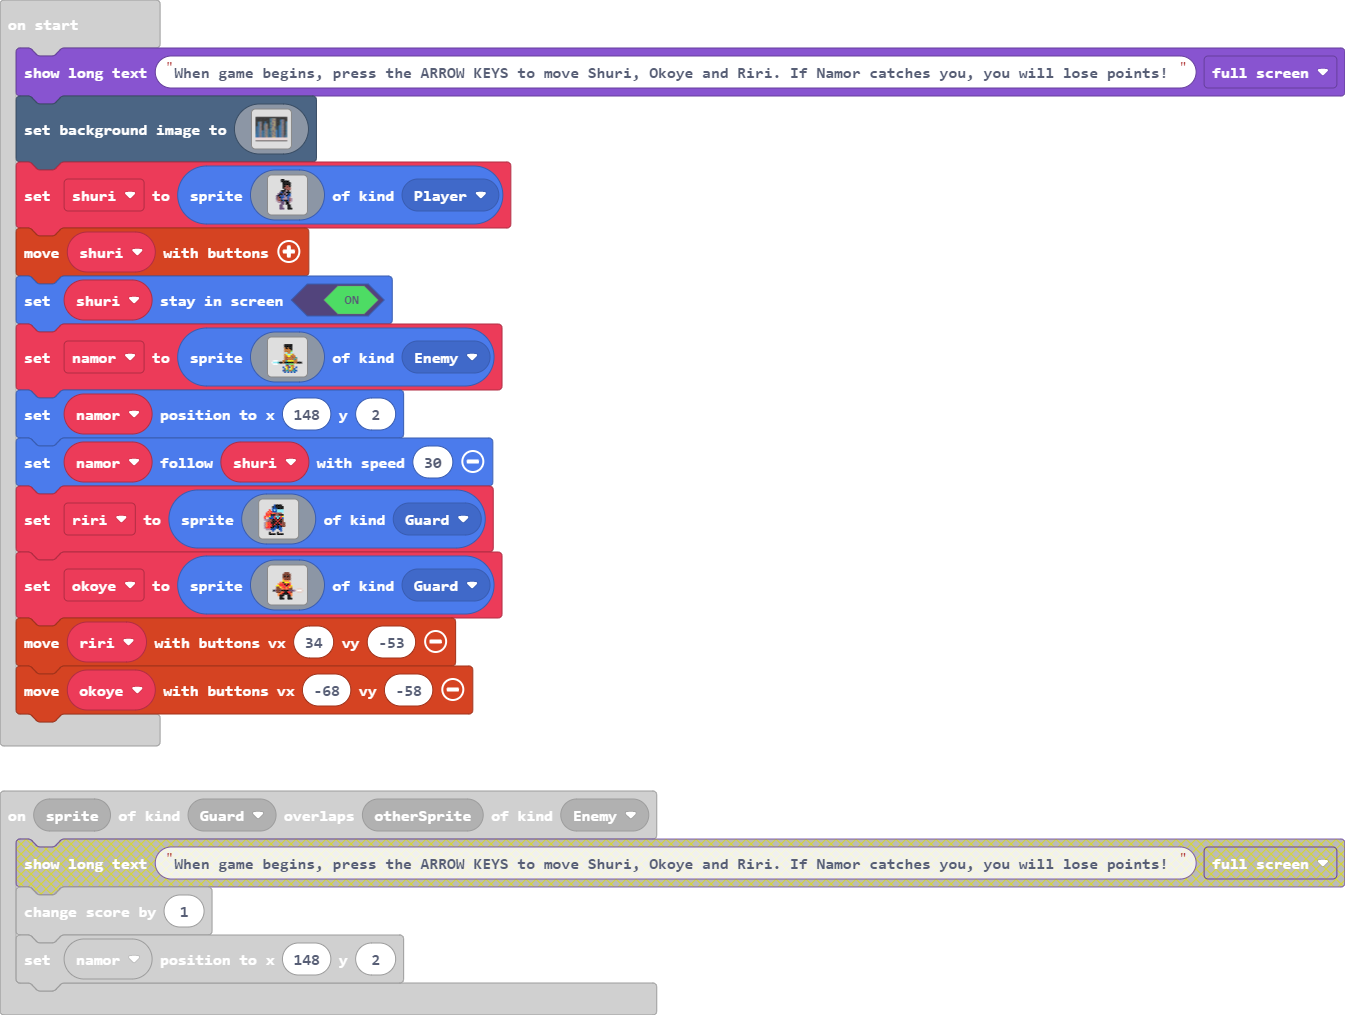 on start
show long text "When game begins, press the ARROW KEYS to move Shuri, Okoye and Riri. If Namor catches you, you will lose points! " full screen
set background image to
set shuri to sprite of kind Player
move shuri with buttons
set shuri stay in screen ON
set namor to sprite of kind Enemy
set namor position to x 148 y 2
set namor follow shuri with speed 30
set riri to sprite of kind Guard
set okoye to sprite of kind Guard
move riri with buttons vx 34 vy -53
move okoye with buttons vx -68 vy -58
on sprite of kind Guard overlaps otherSprite of kind Enemy
show long text "When game begins, press the ARROW KEYS to move Shuri, Okoye and Riri. If Namor catches you, you will lose points! " full screen
change score by 1
set namor position to x 148 y 2